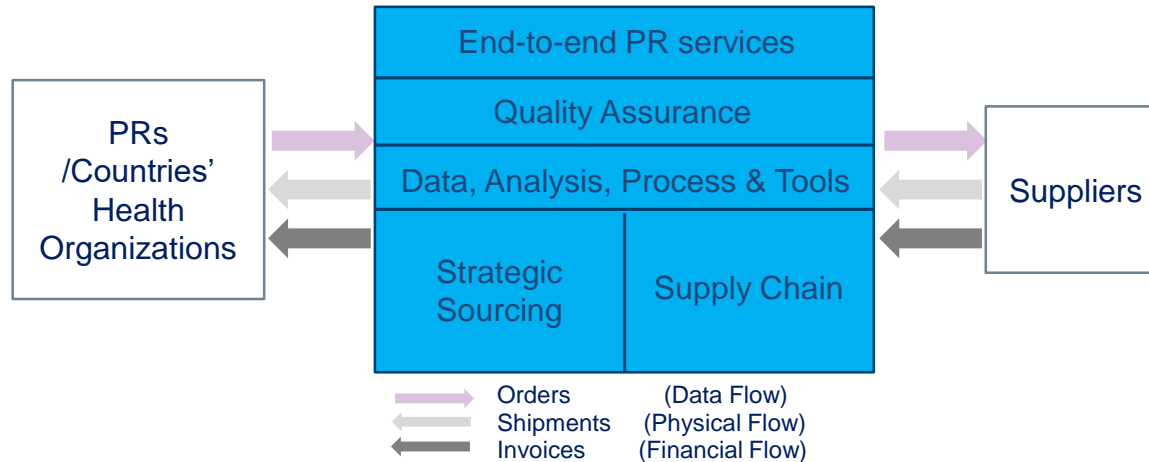 End-to-end PR services
Quality Assurance
Data, Analysis, Process & Tools
Strategic
Sourcing
Supply Chain
PRs
/Countries’
Health
Organizations
Suppliers
Orders (Data Flow)
Shipments (Physical Flow)
Invoices (Financial Flow)